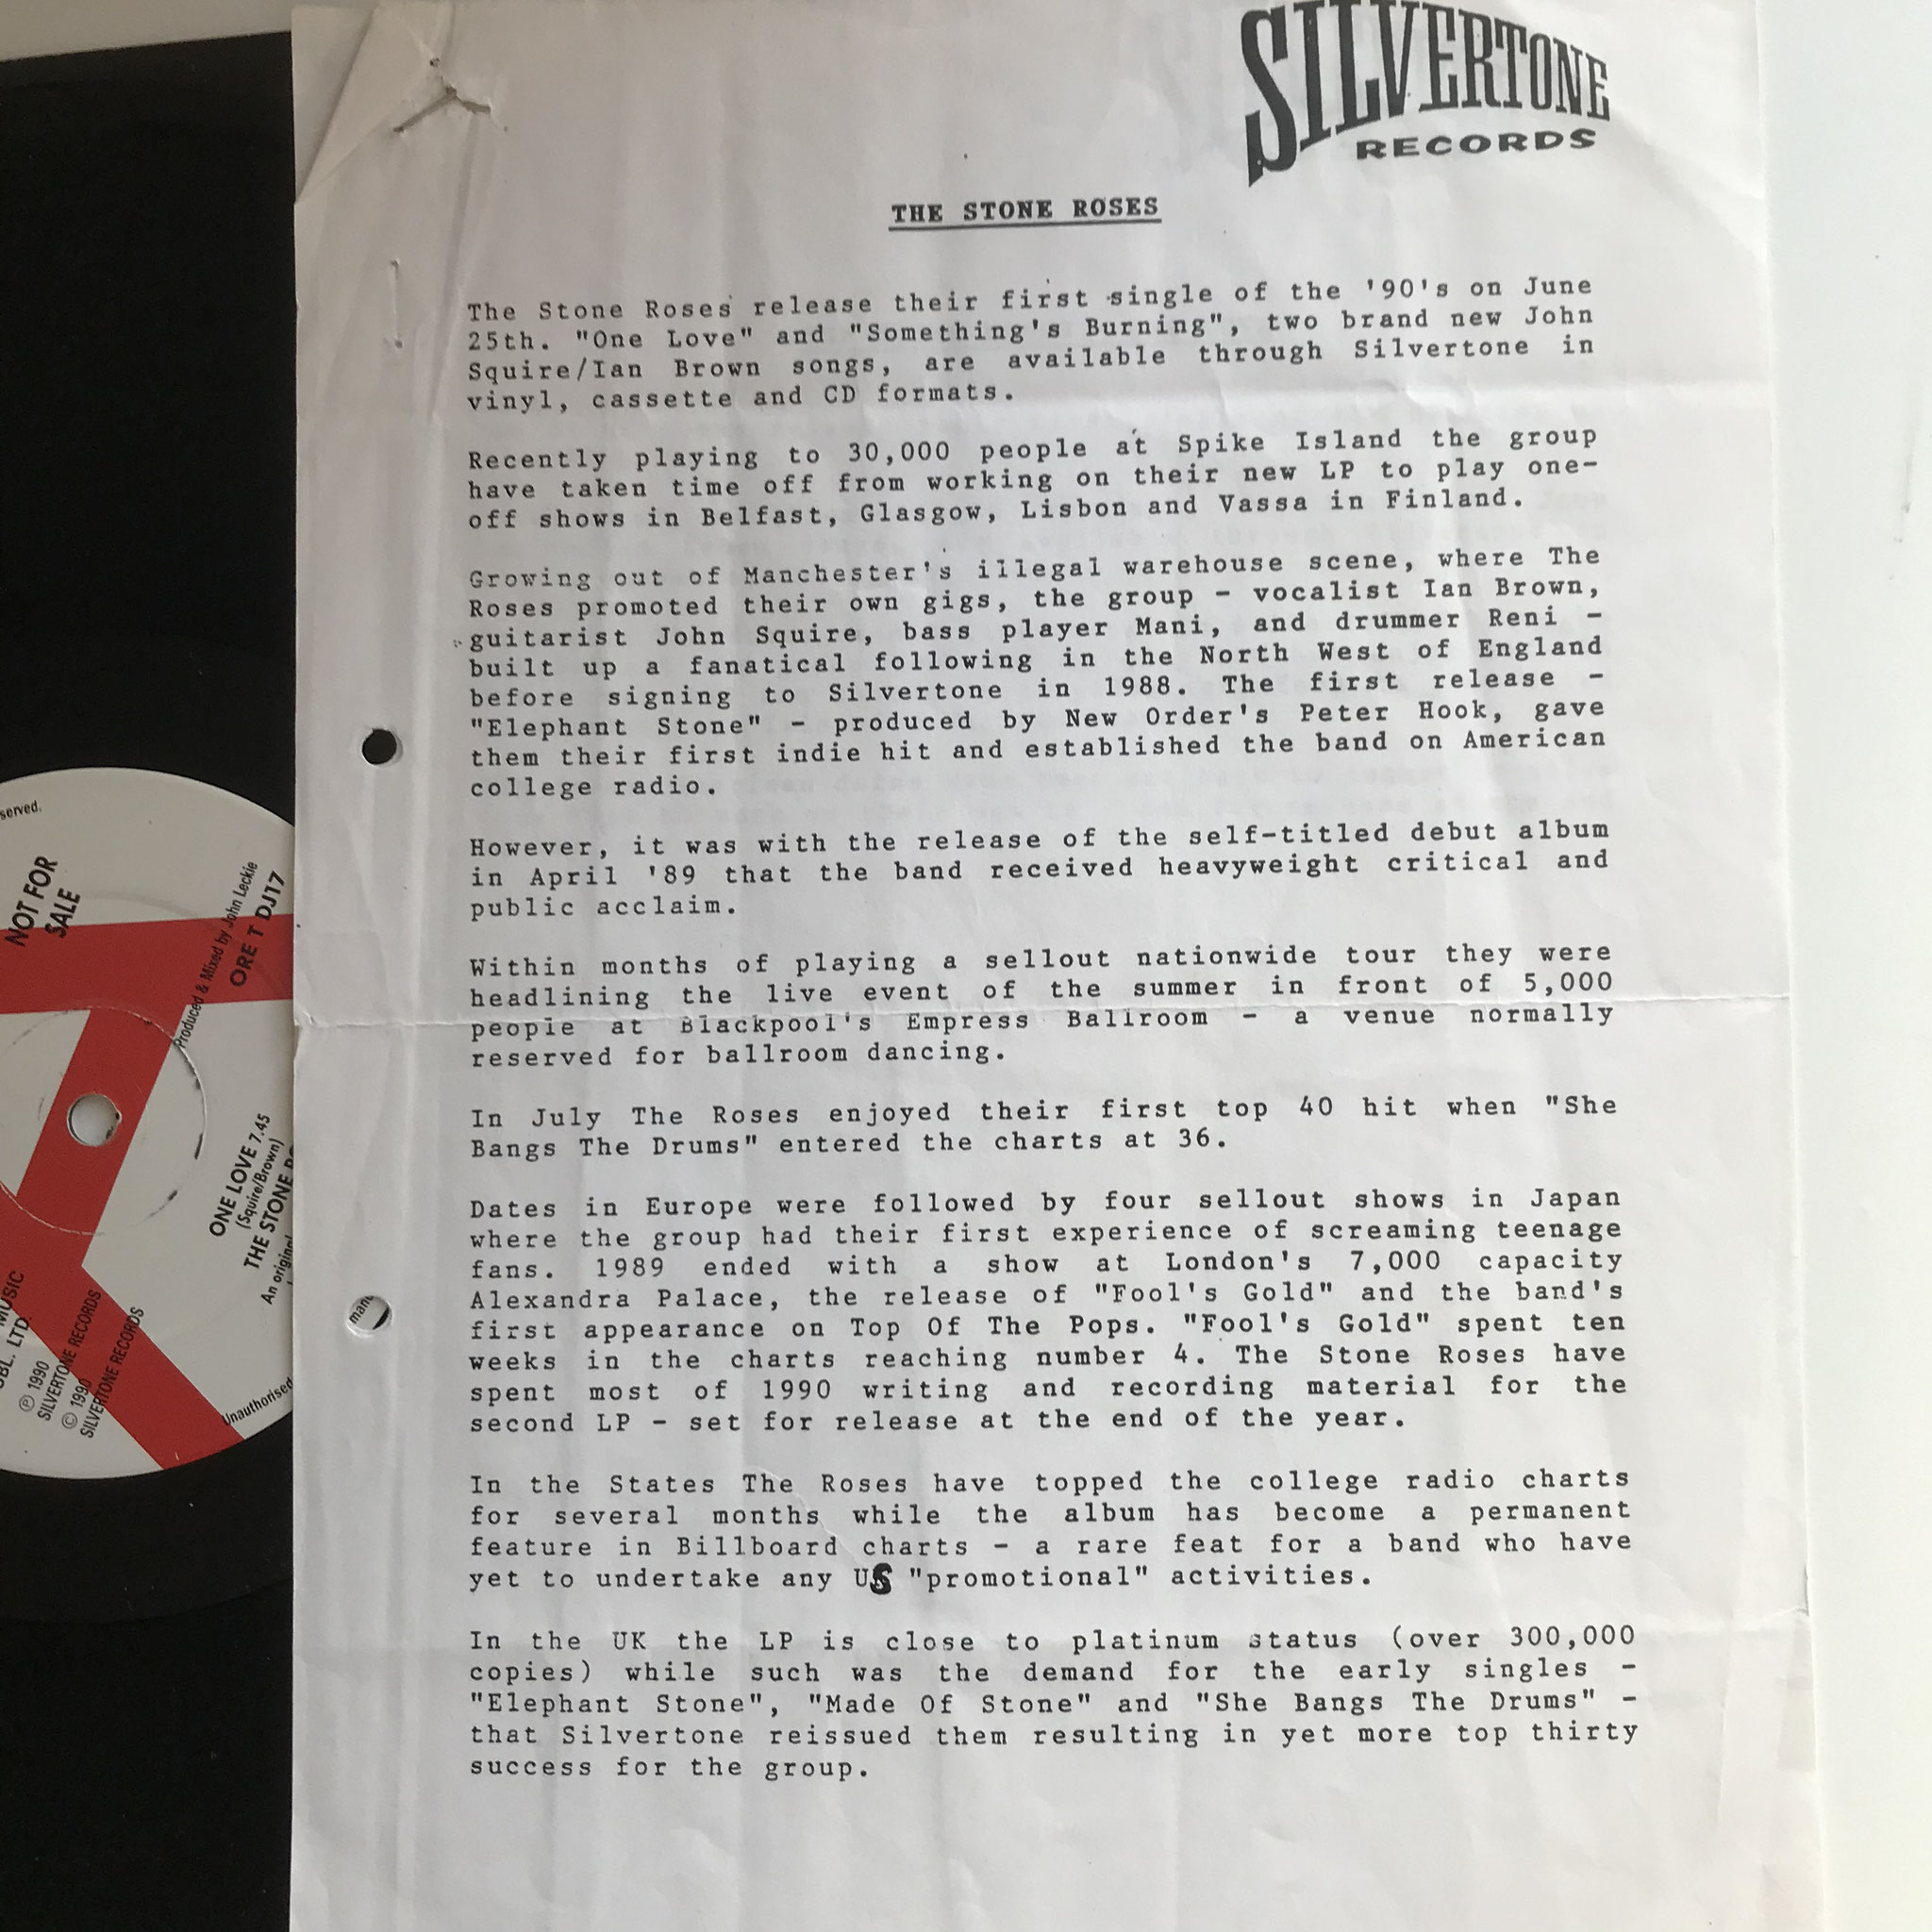 SILVERTONE
RECORDS
THE STONE ROSES
The Stone Roses release their first single of the '90's on June
25th. "One Love" and "Something's Burning", two brand new John
Squire/Ian Brown songs, are available through Silvertone in
vinyl, cassette and CD formats.
Recently playing to 30,000 people at Spike Island the group
have taken time off from working on their new LP to play one-
off shows in Belfast, Glasgow, Lisbon and Vassa in Finland.
Growing out of Manchester's illegal warehouse scene, where The
Roses promoted their own gigs, the group - vocalist Ian Brown,
guitarist John Squire, bass player Mani, and drummer Reni -
built up a fanatical following in the North West of England
before signing to Silvertone in 1988. The first release -
"Elephant Stone" - produced by New Order's Peter Hook, gave
them their first indie hit and established the band on American
college radio.
However, it was with the release of the self-titled debut album
in April '89 that the band received heavyweight critical and
public acclaim.
Within months of playing a sellout nationwide tour they were
headlining the live event of the summer in front of 5,000
people at Blackpool's Empress Ballroom - a venue normally
reserved for ballroom dancing.
In July The Roses enjoyed their first top 40 hit when "She
Bangs The Drums" entered the charts at 36.
Dates in Europe were followed by four sellout shows in Japan
where the group had their first experience of screaming teenage
fans. 1989 ended with a show at London's 7,000 capacity
Alexandra Palace, the release of "Fool's Gold" and the band's
first appearance on Top Of The Pops. "Fool's Gold" spent ten
weeks in the charts reaching number 4. The Stone Roses have
spent most of 1990 writing and recording material for the
second LP - set for release at the end of the year.
In the States The Roses have topped the college radio charts
for several months while the album has become a permanent
feature in Billboard charts - a rare feat for a band who have
yet to undertake any US "promotional" activities.
In the UK the LP is close to platinum status (over 300,000
copies) while such was the demand for the early singles -
"Elephant Stone", "Made Of Stone" and "She Bangs The Drums" -
that Silvertone reissued them resulting in yet more top thirty
success for the group.
served.
NOT FOR
SALE
Produced & Mixed by John Leckie
ORE T DJ17
ONE LOVE 7.45
(Squire/Brown)
THE STONE
An original
MUSIC
LTD.
℗ 1990
SILVERTONE RECORDS
© 1990
SILVERTONE RECORDS
Unauthorised